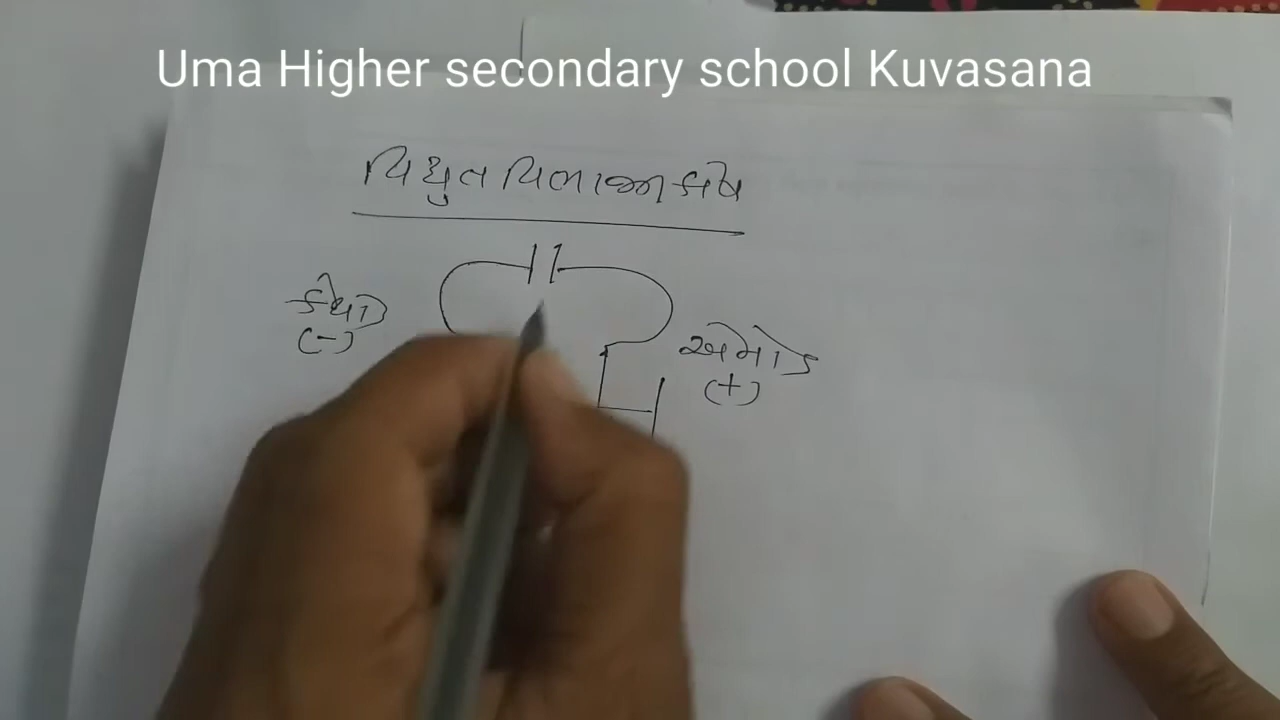 Uma Higher secondary school Kuvasana
વિધુત વિભાજન કોષ
કેથોડ
(-)
એનોડ
(+)